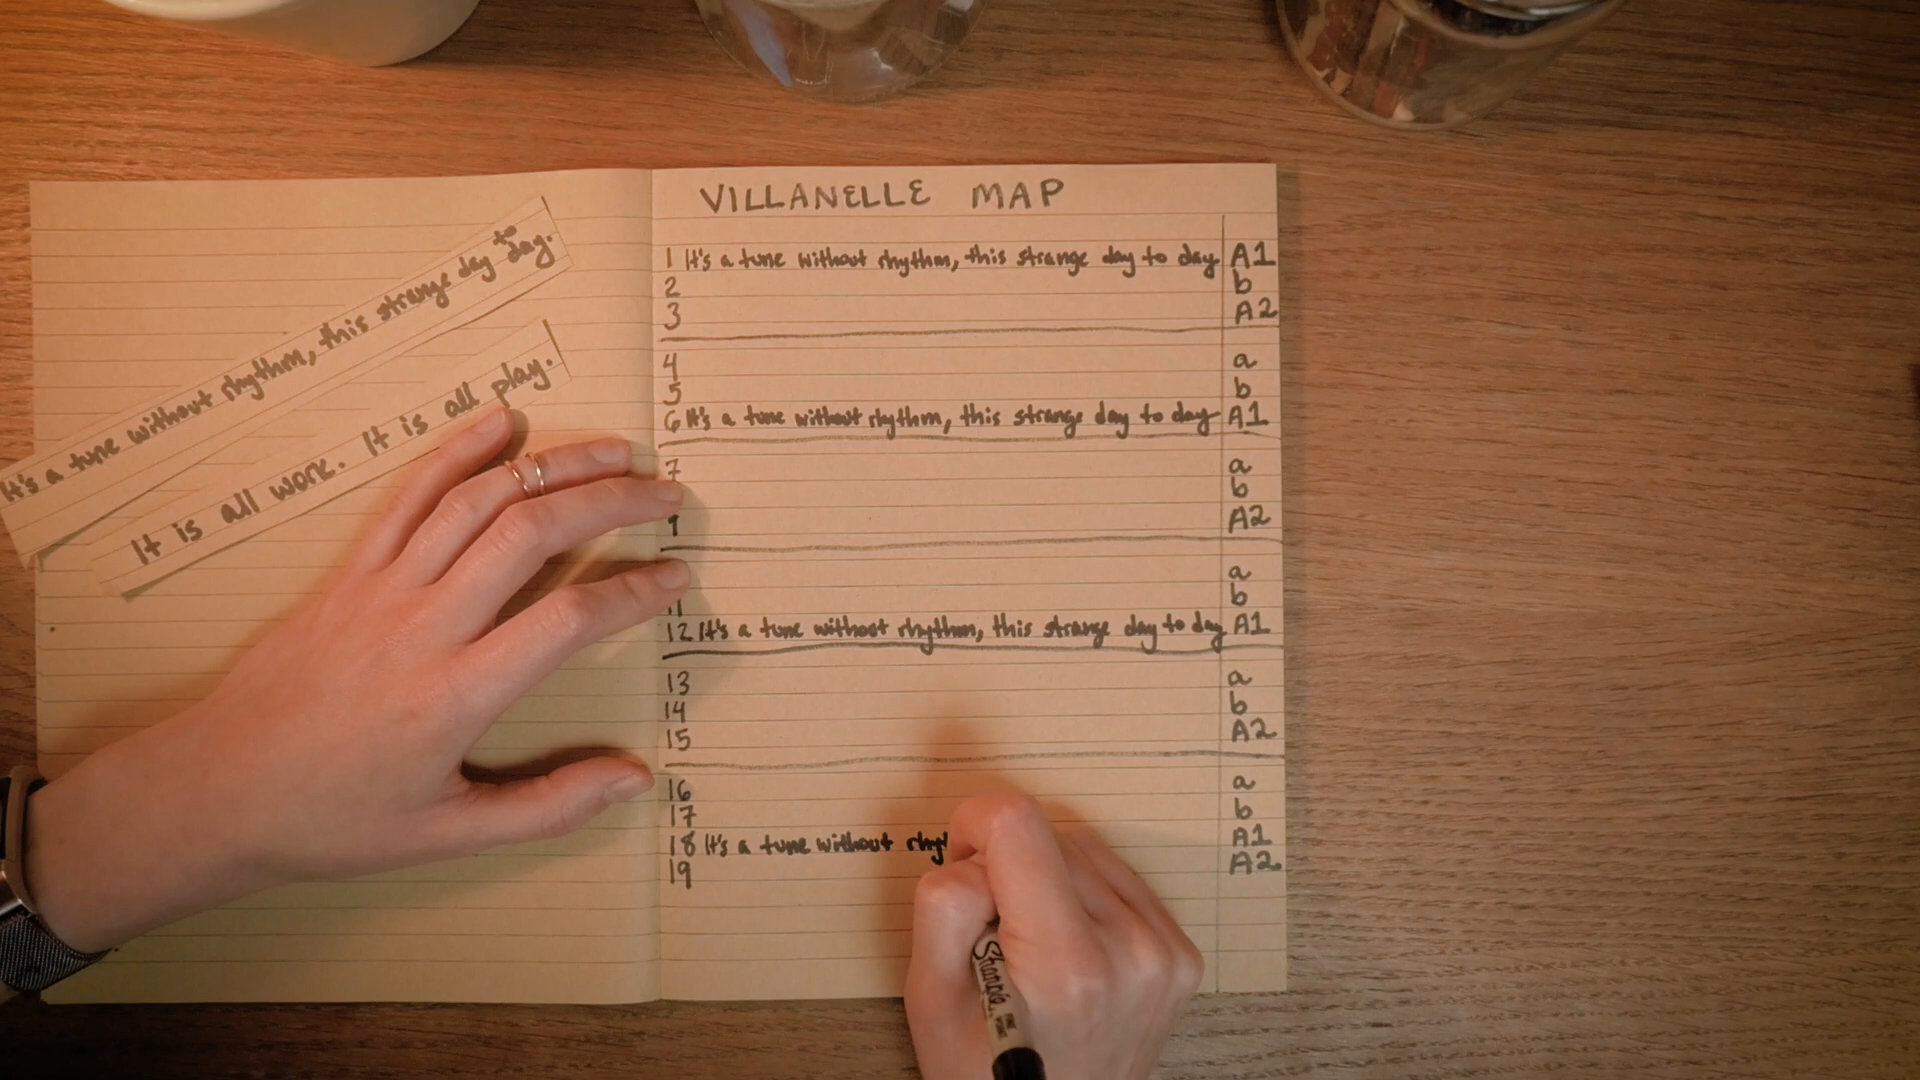 It's a tune without rhythm, this strange day to day.
It is all work. It is all play.
VILLANELLE MAP
1 It's a tune without rhythm, this strange day to day A1
2 b
3 A2
4 a
5 b
6 It's a tune without rhythm, this strange day to day A1
7 a
b
9 A2
a
11 b
12 It's a tune without rhythm, this strange day to day A1
13 a
14 b
15 A2
16 a
17 b
18 It's a tune without rhy A1
19 A2
Sharpie